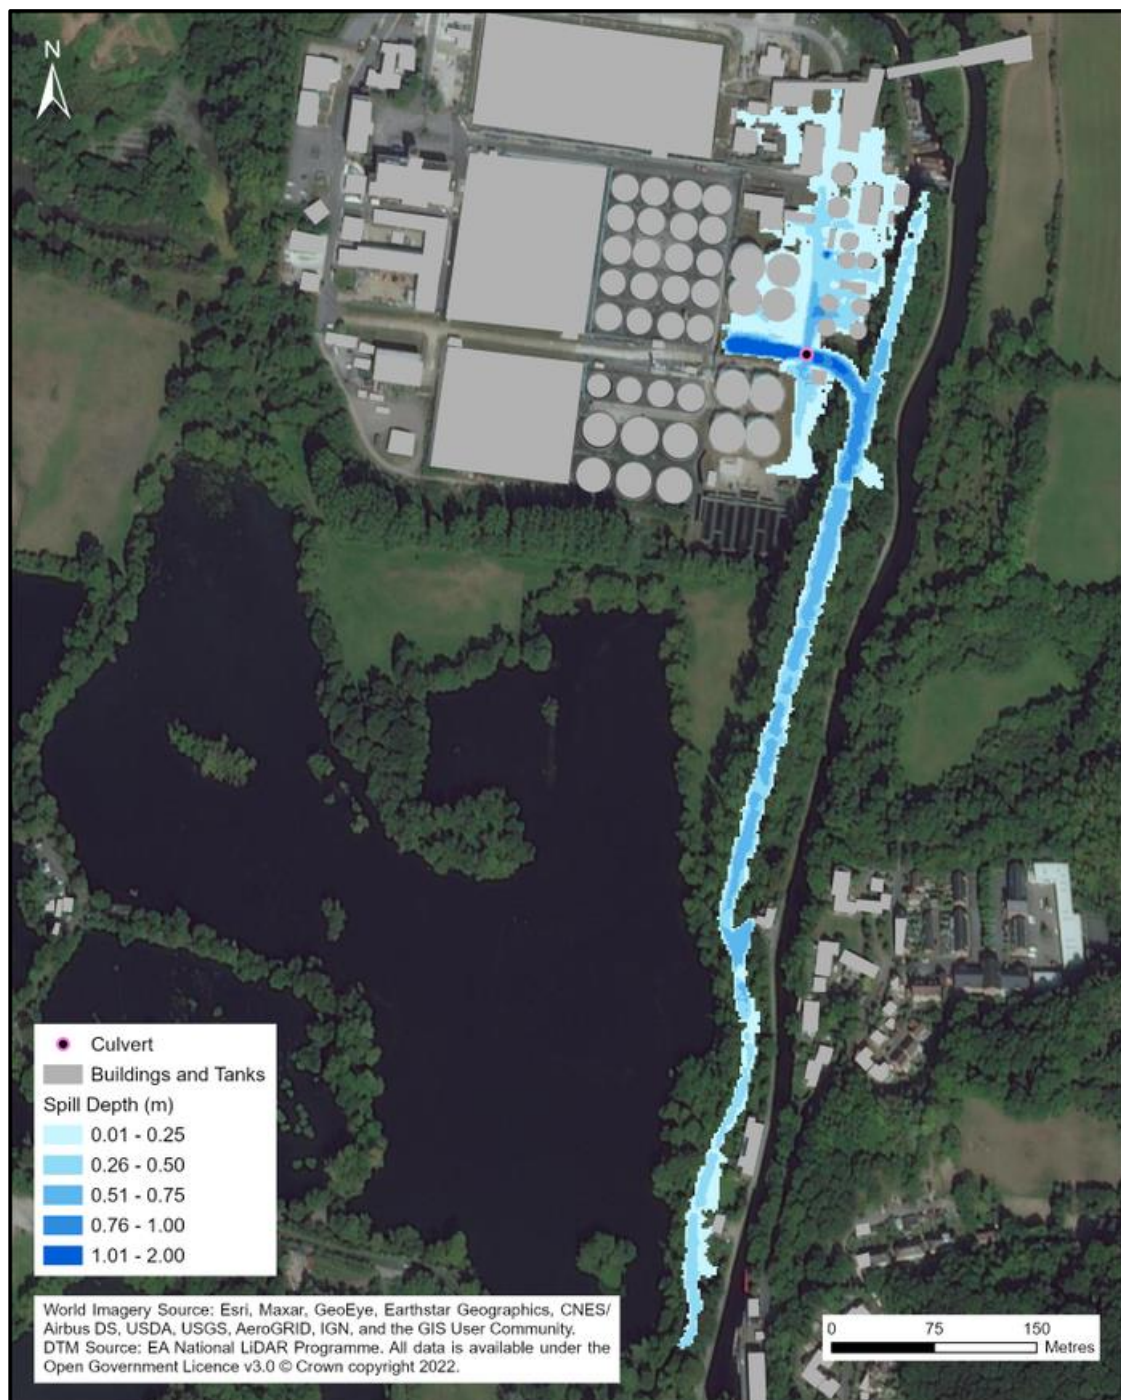 N
Culvert
Buildings and Tanks
Spill Depth (m)
0.01 - 0.25
0.26 - 0.50
0.51 - 0.75
0.76 - 1.00
1.01 - 2.00
World Imagery Source: Esri, Maxar, GeoEye, Earthstar Geographics, CNES/
Airbus DS, USDA, USGS, AeroGRID, IGN, and the GIS User Community.
DTM Source: EA National LiDAR Programme. All data is available under the
Open Government Licence v3.0 © Crown copyright 2022.
0 75 150
Metres